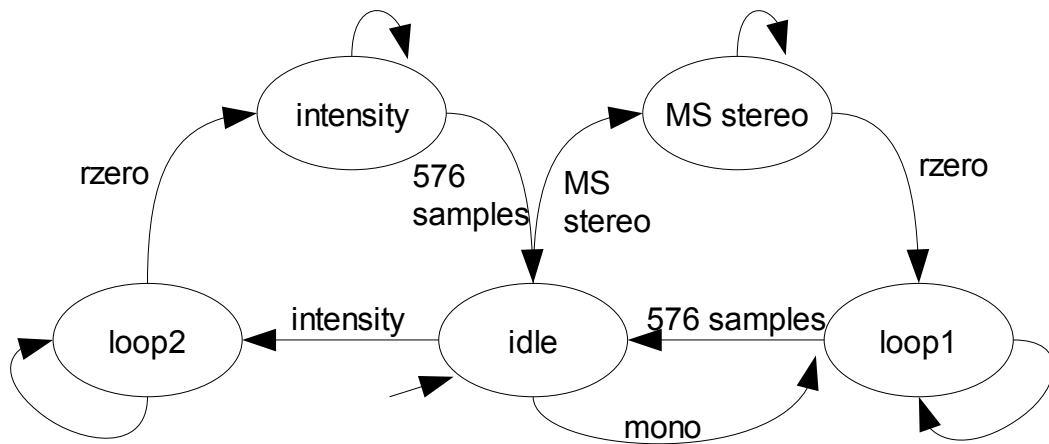 intensity
MS stereo
rzero
576
samples
MS
stereo
rzero
loop2
intensity
idle
576 samples
loop1
mono